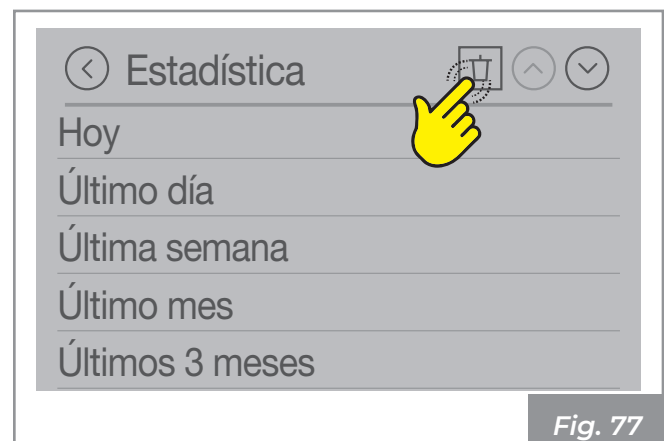 Estadística
Hoy
Último día
Última semana
Último mes
Últimos 3 meses
Fig. 77